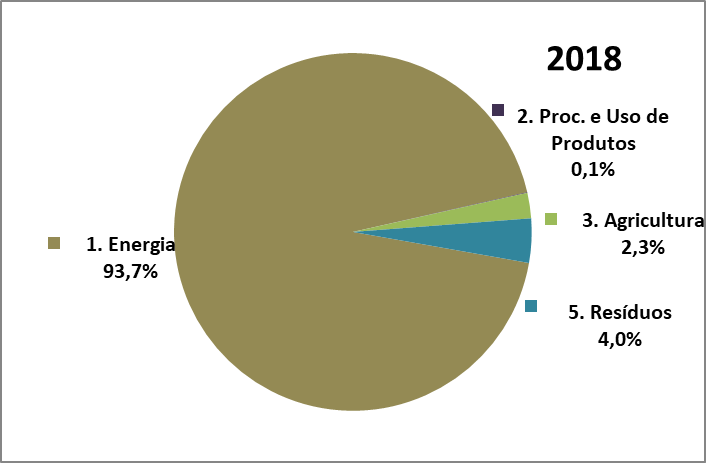 2018
2. Proc. e Uso de
Produtos
0,1%
1. Energia
93,7%
3. Agricultura
2,3%
5. Resíduos
4,0%